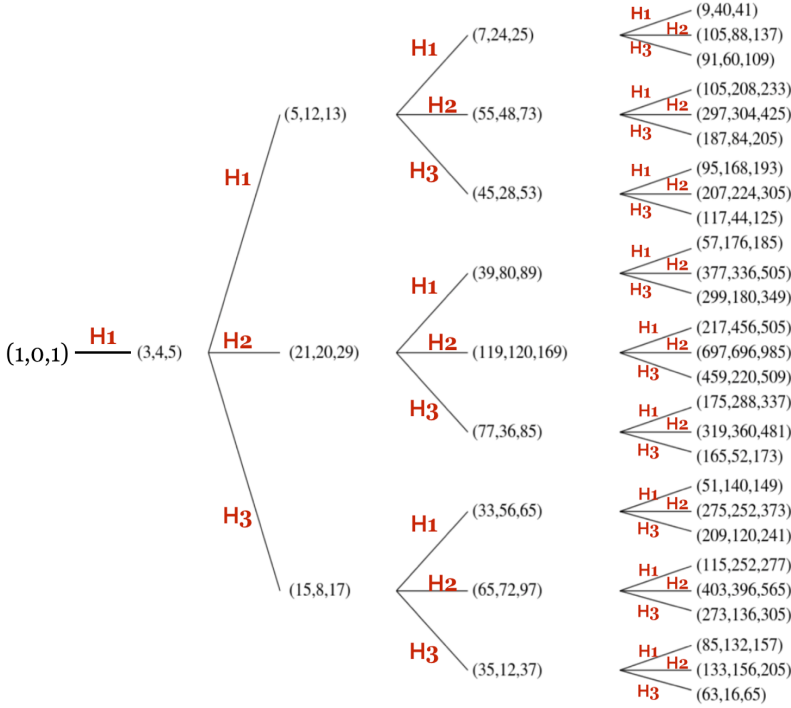 H1
(9,40,41)
(7,24,25)
H2
(105,88,137)
H1
H3
(91,60,109)
H1
(105,208,233)
(5,12,13)
H2
(55,48,73)
H2
(297,304,425)
H3
(187,84,205)
H3
H1
(95,168,193)
H1
(45,28,53)
H2
(207,224,305)
H3
(117,44,125)
H1
(57,176,185)
(39,80,89)
H2
(377,336,505)
H1
H3
(299,180,349)
H1
(217,456,505)
(1,0,1)
H1
(3,4,5)
H2
(21,20,29)
H2
(119,120,169)
H2
(697,696,985)
H3
(459,220,509)
H3
H1
(175,288,337)
(77,36,85)
H2
(319,360,481)
H3
(165,52,173)
H1
(51,140,149)
H3
(33,56,65)
H2
(275,252,373)
H1
H3
(209,120,241)
H1
(115,252,277)
(15,8,17)
H2
(65,72,97)
H2
(403,396,565)
H3
(273,136,305)
H3
H1
(85,132,157)
(35,12,37)
H2
(133,156,205)
H3
(63,16,65)